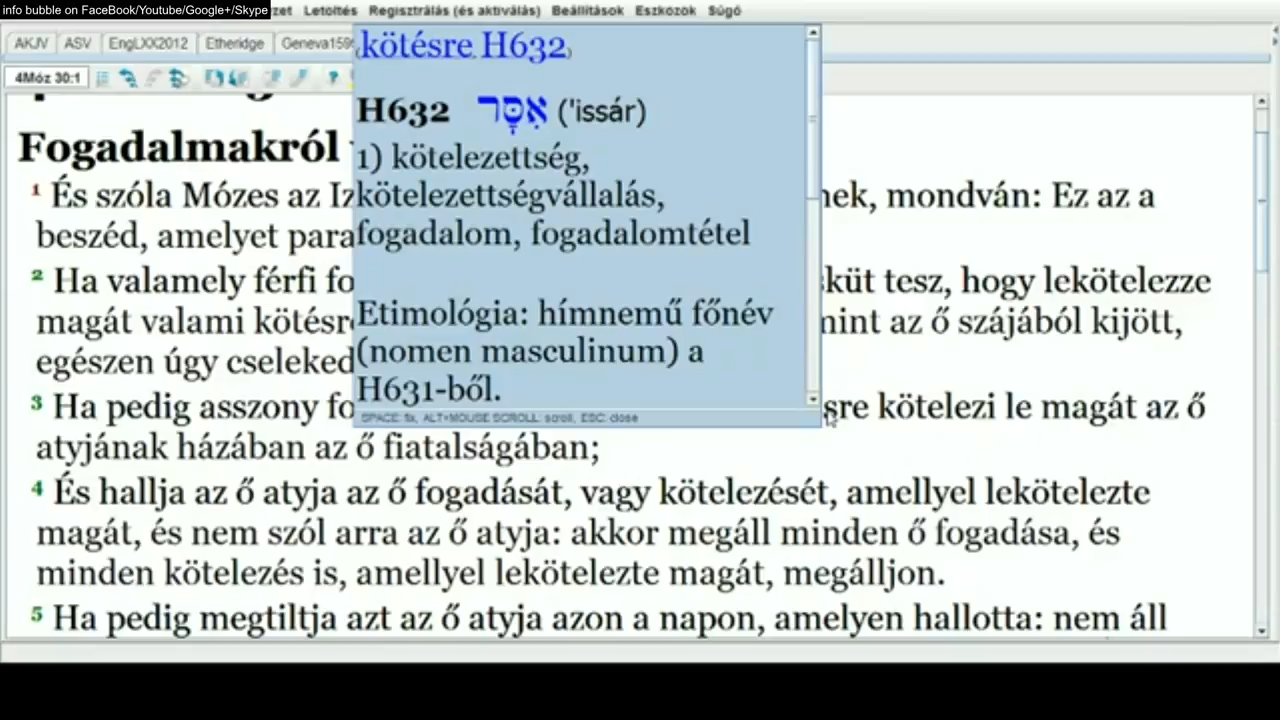 info bubble on FaceBook/Youtube/Google+/Skype
zet Letöltés Regisztrálás (és aktiválás) Beállítások Eszközök Súgó
AKJV ASV EngLXX2012 Etheridge Geneva159
4Móz 30:1 ?
kötésre H632
H632 אִסָּר ('issár)
1) kötelezettség,
kötelezettségvállalás,
fogadalom, fogadalomtétel
Etimológia: hímnemű főnév
(nomen masculinum) a
H631-ből.
SPACE: fix, ALT+MOUSE SCROLL: scroll, ESC: close
Fogadalmakról
1 És szóla Mózes az Iz nek, mondván: Ez az a
beszéd, amelyet para
2 Ha valamely férfi fo küt tesz, hogy lekötelezze
magát valami kötésre mint az ő szájából kijött,
egészen úgy cseleked
3 Ha pedig asszony fo sre kötelezi le magát az ő
atyjának házában az ő fiatalságában;
4 És hallja az ő atyja az ő fogadását, vagy kötelezését, amellyel lekötelezte
magát, és nem szól arra az ő atyja: akkor megáll minden ő fogadása, és
minden kötelezés is, amellyel lekötelezte magát, megálljon.
5 Ha pedig megtiltja azt az ő atyja azon a napon, amelyen hallotta: nem áll